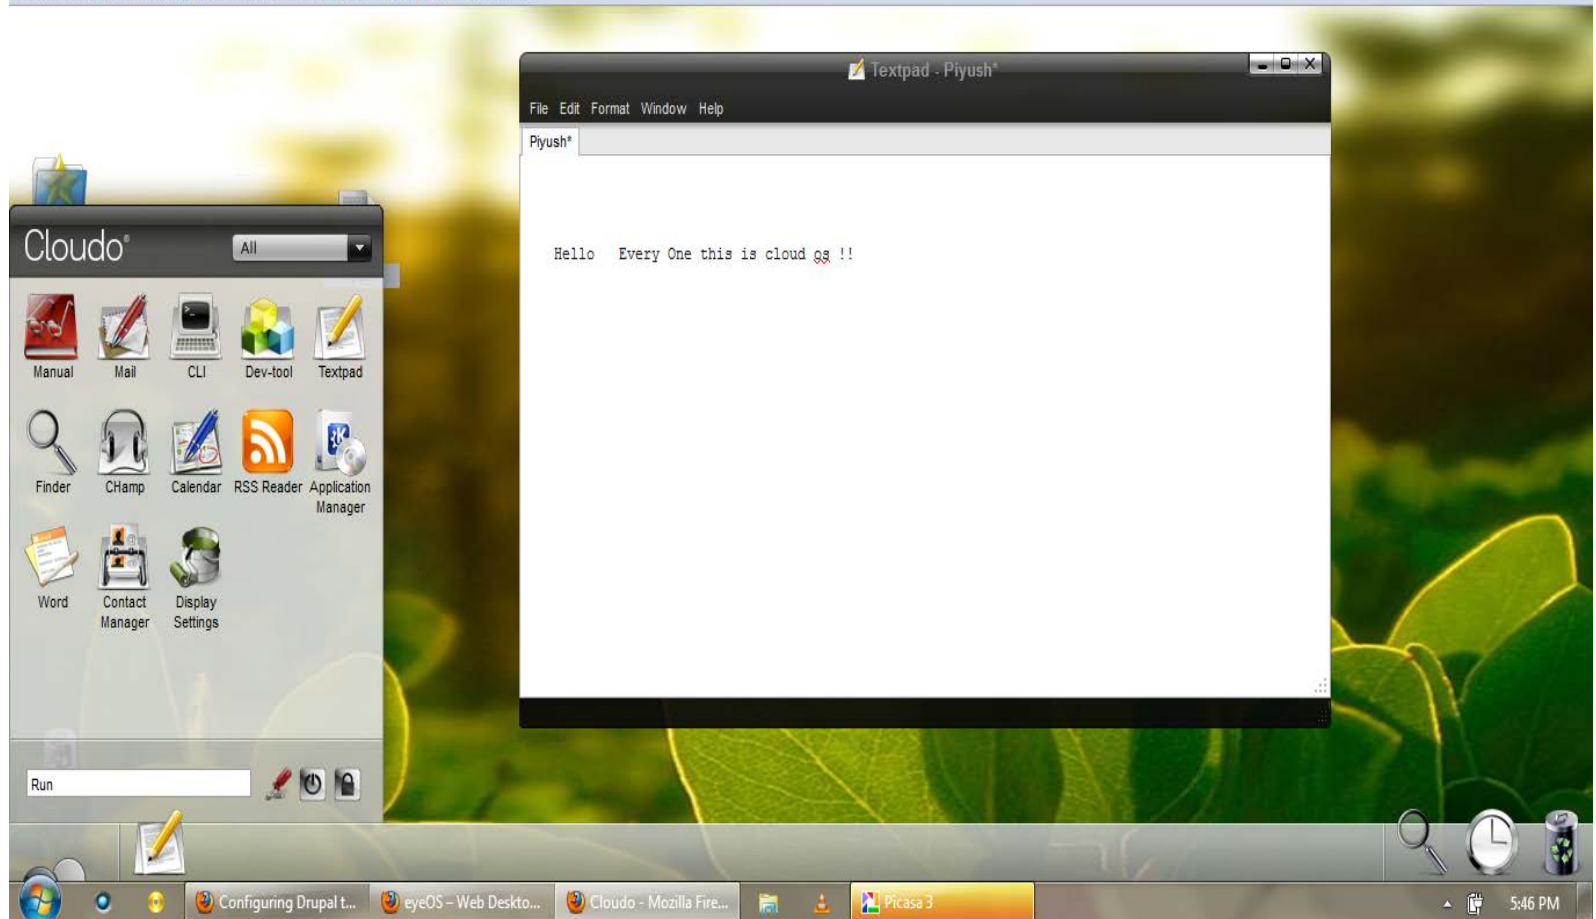 Textpad - Piyush*
File Edit Format Window Help
Piyush*
Hello Every One this is cloud os !!
Cloudo®
All
Manual
Mail
CLI
Dev-tool
Textpad
Finder
CHamp
Calendar
RSS Reader
Application
Manager
Word
Contact
Manager
Display
Settings
Run
Configuring Drupal t...
eyeOS – Web Deskto...
Cloudo - Mozilla Fire...
Picasa 3
5:46 PM